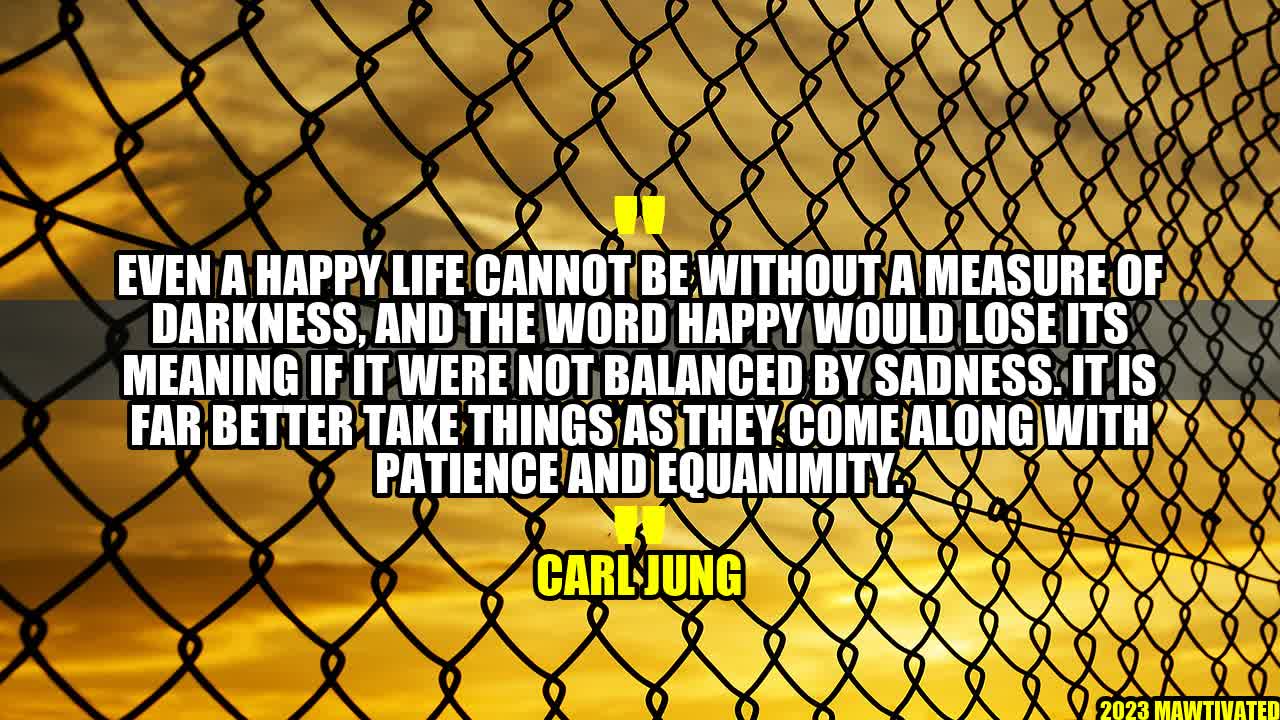 "
EVEN A HAPPY LIFE CANNOT BE WITHOUT A MEASURE OF
DARKNESS, AND THE WORD HAPPY WOULD LOSE ITS
MEANING IF IT WERE NOT BALANCED BY SADNESS. IT IS
FAR BETTER TAKE THINGS AS THEY COME ALONG WITH
PATIENCE AND EQUANIMITY.
"
CARL JUNG
2023 MAWTIVATED